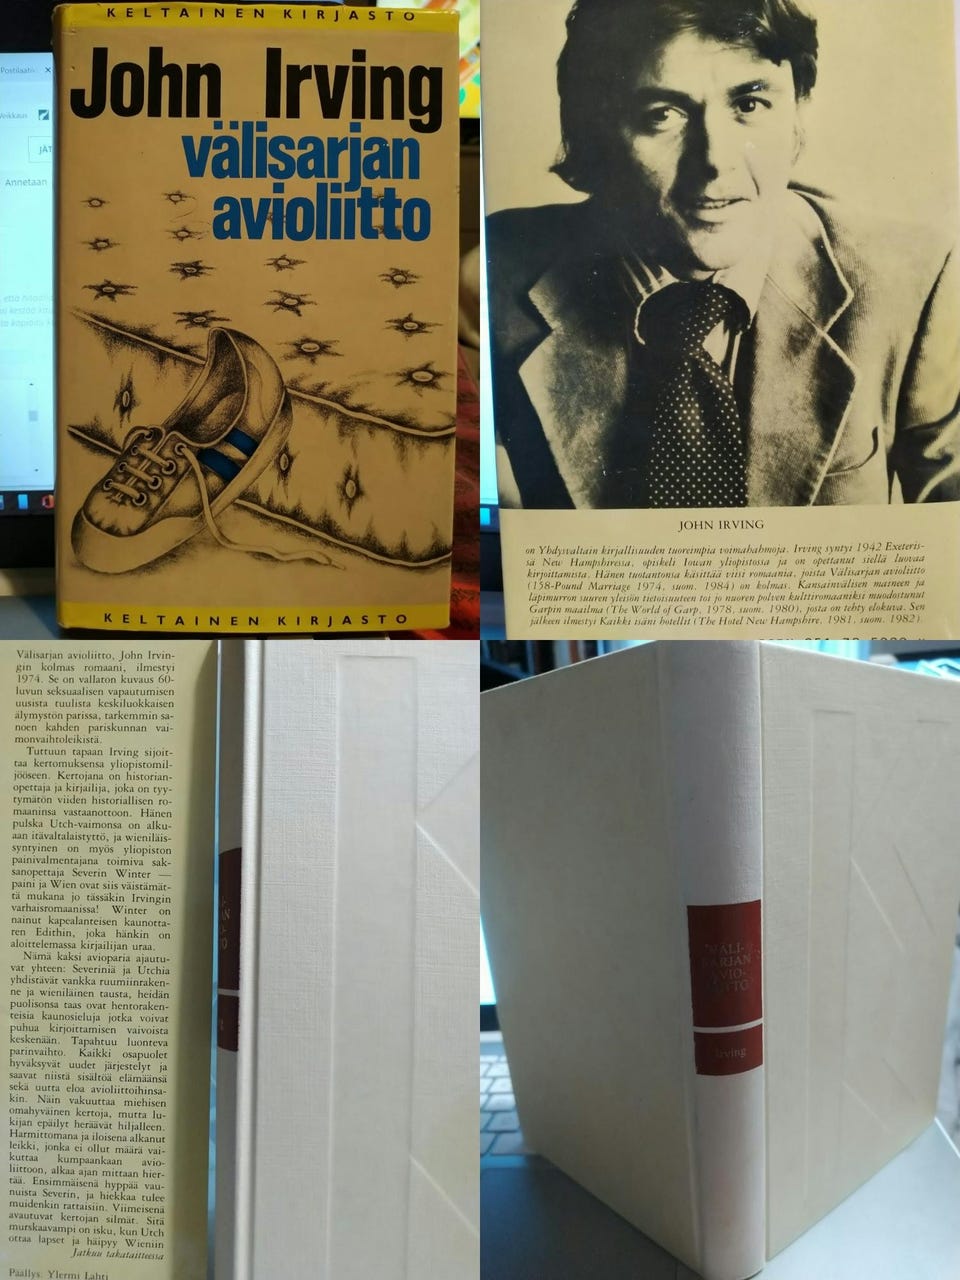 KELTAINEN KIRJASTO
John Irving
välisarjan
avioliitto
KELTAINEN KIRJASTO
Postilaati
Veikkaus
JÄT
Annetaan
JOHN IRVING
on Yhdysvaltain kirjallisuuden tuoreimpia voimahahmoja. Irving syntyi 1942 Exeteris-
sä New Hampshiressa, opiskeli Iowan yliopistossa ja on opettanut siellä luovaa
kirjoittamista. Hänen tuotantonsa käsittää viisi romaania, joista Välisarjan avioliitto
(158-Pound Marriage 1974, suom. 1984) on kolmas. Kansainvälisen maineen ja
läpimurron suuren yleisön tietoisuuteen toi jo nuoren polven kulttiromaaniksi muodostunut
Garpin maailma (The World of Garp, 1978, suom. 1980), josta on tehty elokuva. Sen
jälkeen ilmestyi Kaikki isäni hotellit (The Hotel New Hampshire, 1981, suom. 1982).
Välisarjan avioliitto, John Irvin-
gin kolmas romaani, ilmestyi
1974. Se on vallaton kuvaus 60-
luvun seksuaalisen vapautumisen
uusista tuulista keskiluokkaisen
älymystön parissa, tarkemmin sa-
noen kahden pariskunnan vai-
monvaihtoleikistä.
Tuttuun tapaan Irving sijoit-
taa kertomuksensa yliopistomil-
jööseen. Kertojana on historian-
opettaja ja kirjailija, joka on tyy-
tymätön viiden historiallisen ro-
maaninsa vastaanottoon. Hänen
pulska Utch-vaimonsa on alku-
aan itävaltalaistyttö, ja wieniläis-
syntyinen on myös yliopiston
painivalmentajana toimiva sak-
sanopettaja Severin Winter —
paini ja Wien ovat siis väistämät-
tä mukana jo tässäkin Irvingin
varhaisromaanissa! Winter on
nainut kapealanteisen kaunotta-
ren Edithin, joka hänkin on
aloittelemassa kirjailijan uraa.
Nämä kaksi avioparia ajautu-
vat yhteen: Severiniä ja Utchia
yhdistävät vankka ruumiinraken-
ne ja wieniläinen tausta, heidän
puolisonsa taas ovat hentoraken-
teisia kaunosieluja jotka voivat
puhua kirjoittamisen vaivoista
keskenään. Tapahtuu luonteva
parinvaihto. Kaikki osapuolet
hyväksyvät uudet järjestelyt ja
saavat niistä sisältöä elämäänsä
sekä uutta eloa avioliittoihinsa-
kin. Näin vakuuttaa miehisen
omahyväinen kertoja, mutta lu-
kijan epäilyt heräävät hiljalleen.
Harmittomana ja iloisena alkanut
leikki, jonka ei ollut määrä vai-
kuttaa kumpaankaan avio-
liittoon, alkaa ajan mittaan hier-
tää. Ensimmäisenä hyppää vau-
nuista Severin, ja hiekkaa tulee
muidenkin rattaisiin. Viimeisenä
avautuvat kertojan silmät. Sitä
murskaavampi on isku, kun Utch
ottaa lapset ja häipyy Wieniin
Jatkuu takataitteessa
Päällys: Ylermi Lahti
VÄLI-
SARJAN
AVIO-
LIITTO
Irving